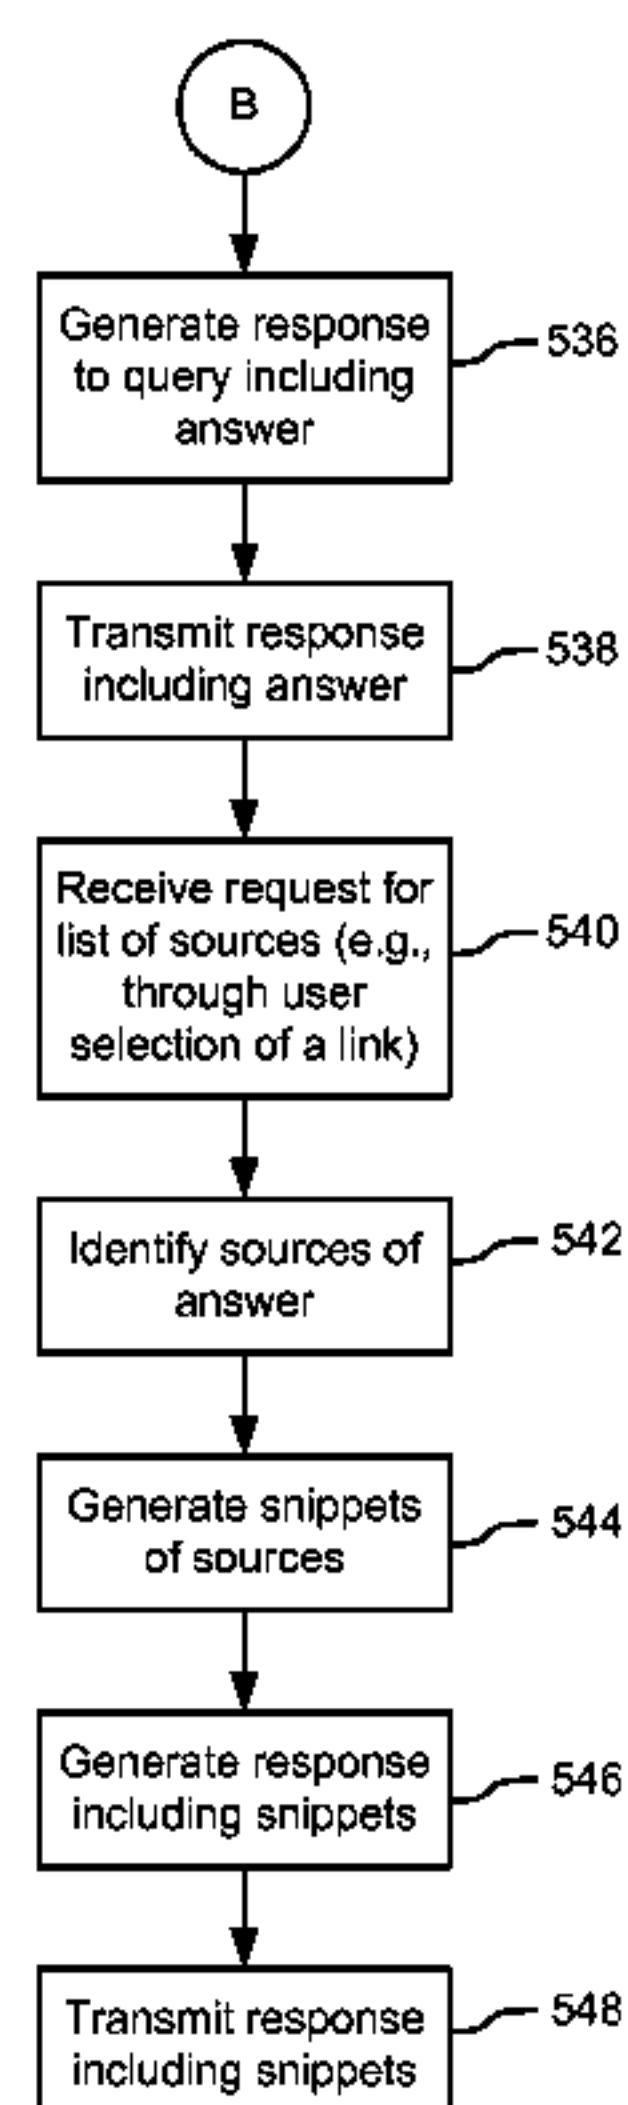 B
Generate response
to query including
answer
536
Transmit response
including answer
538
Receive request for
list of sources (e.g.,
through user
selection of a link)
540
Identify sources of
answer
542
Generate snippets
of sources
544
Generate response
including snippets
546
Transmit response
including snippets
548